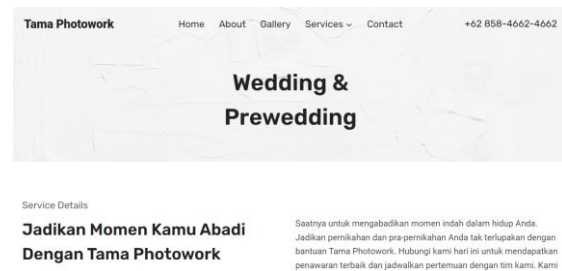 Tama Photowork Home About Gallery Services Contact +62 858-4662-4662
Wedding &
Prewedding
Service Details
Jadikan Momen Kamu Abadi
Dengan Tama Photowork
Saatnya untuk mengabadikan momen indah dalam hidup Anda.
Jadikan pernikahan dan pra-pernikahan Anda tak terlupakan dengan
bantuan Tama Photowork. Hubungi kami hari ini untuk mendapatkan
penawaran terbaik dan jadwalkan pertemuan dengan tim kami. Kami